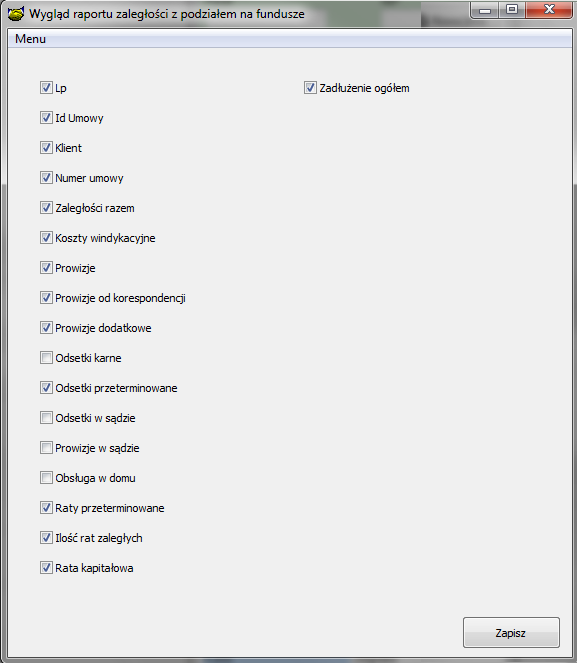 Wygląd raportu zaległości z podziałem na fundusze
Menu
Lp
Id Umowy
Klient
Numer umowy
Zaległości razem
Koszty windykacyjne
Prowizje
Prowizje od korespondencji
Prowizje dodatkowe
Odsetki karne
Odsetki przeterminowane
Odsetki w sądzie
Prowizje w sądzie
Obsługa w domu
Raty przeterminowane
Ilość rat zaległych
Rata kapitałowa
Zadłużenie ogółem
Zapisz